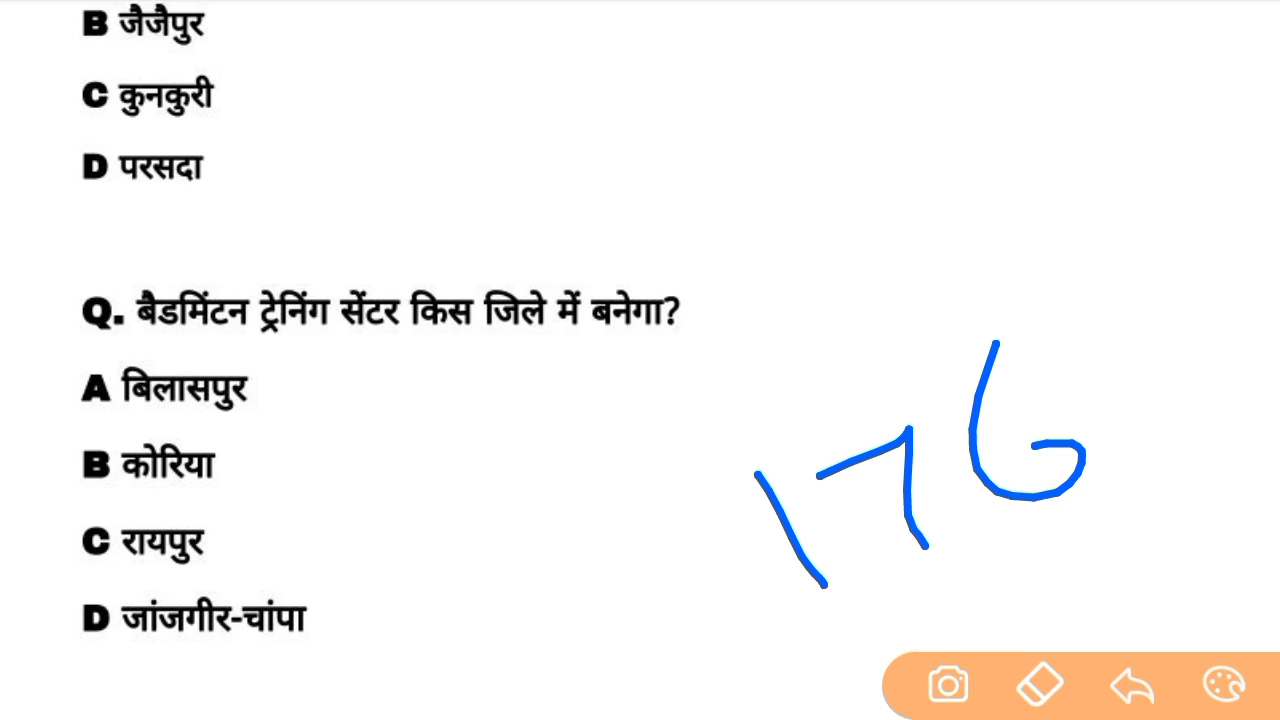 B जैजैपुर
C कुनकुरी
D परसदा
Q. बैडमिंटन ट्रेनिंग सेंटर किस जिले में बनेगा?
A बिलासपुर
B कोरिया
C रायपुर
D जांजगीर-चांपा
176